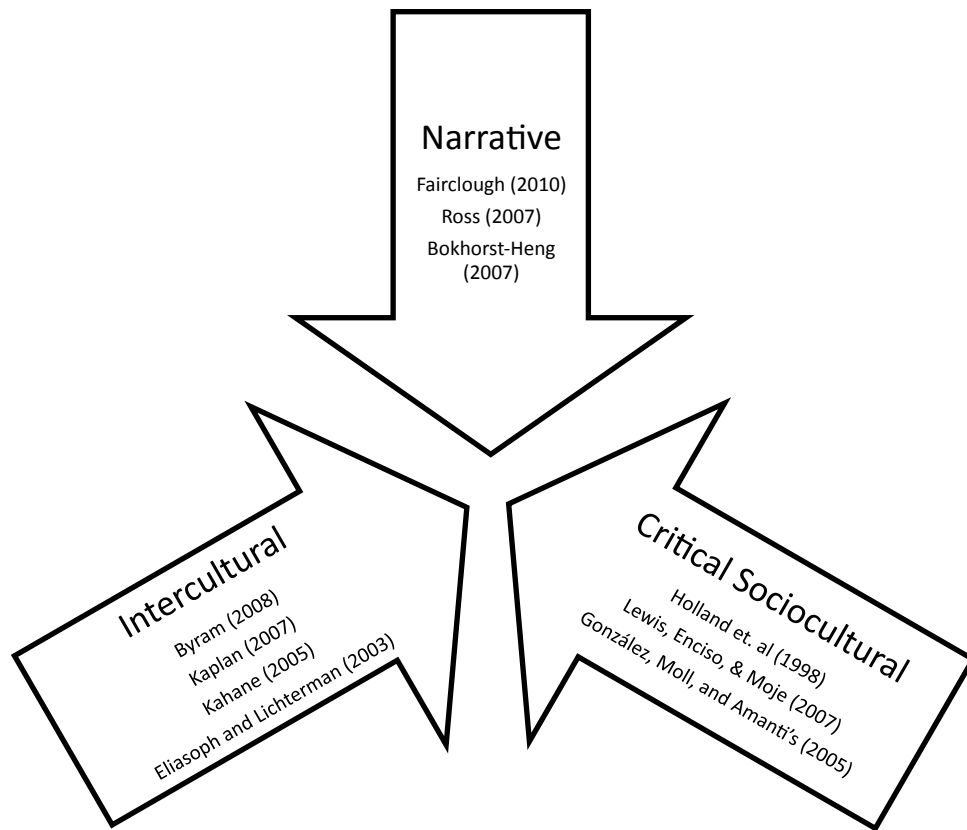 Narrative
Fairclough (2010)
Ross (2007)
Bokhorst-Heng
(2007)
Intercultural
Byram (2008)
Kaplan (2007)
Kahane (2005)
Eliasoph and Lichterman (2003)
Critical Sociocultural
Holland et. al (1998)
Lewis, Enciso, & Moje (2007)
González, Moll, and Amanti’s (2005)